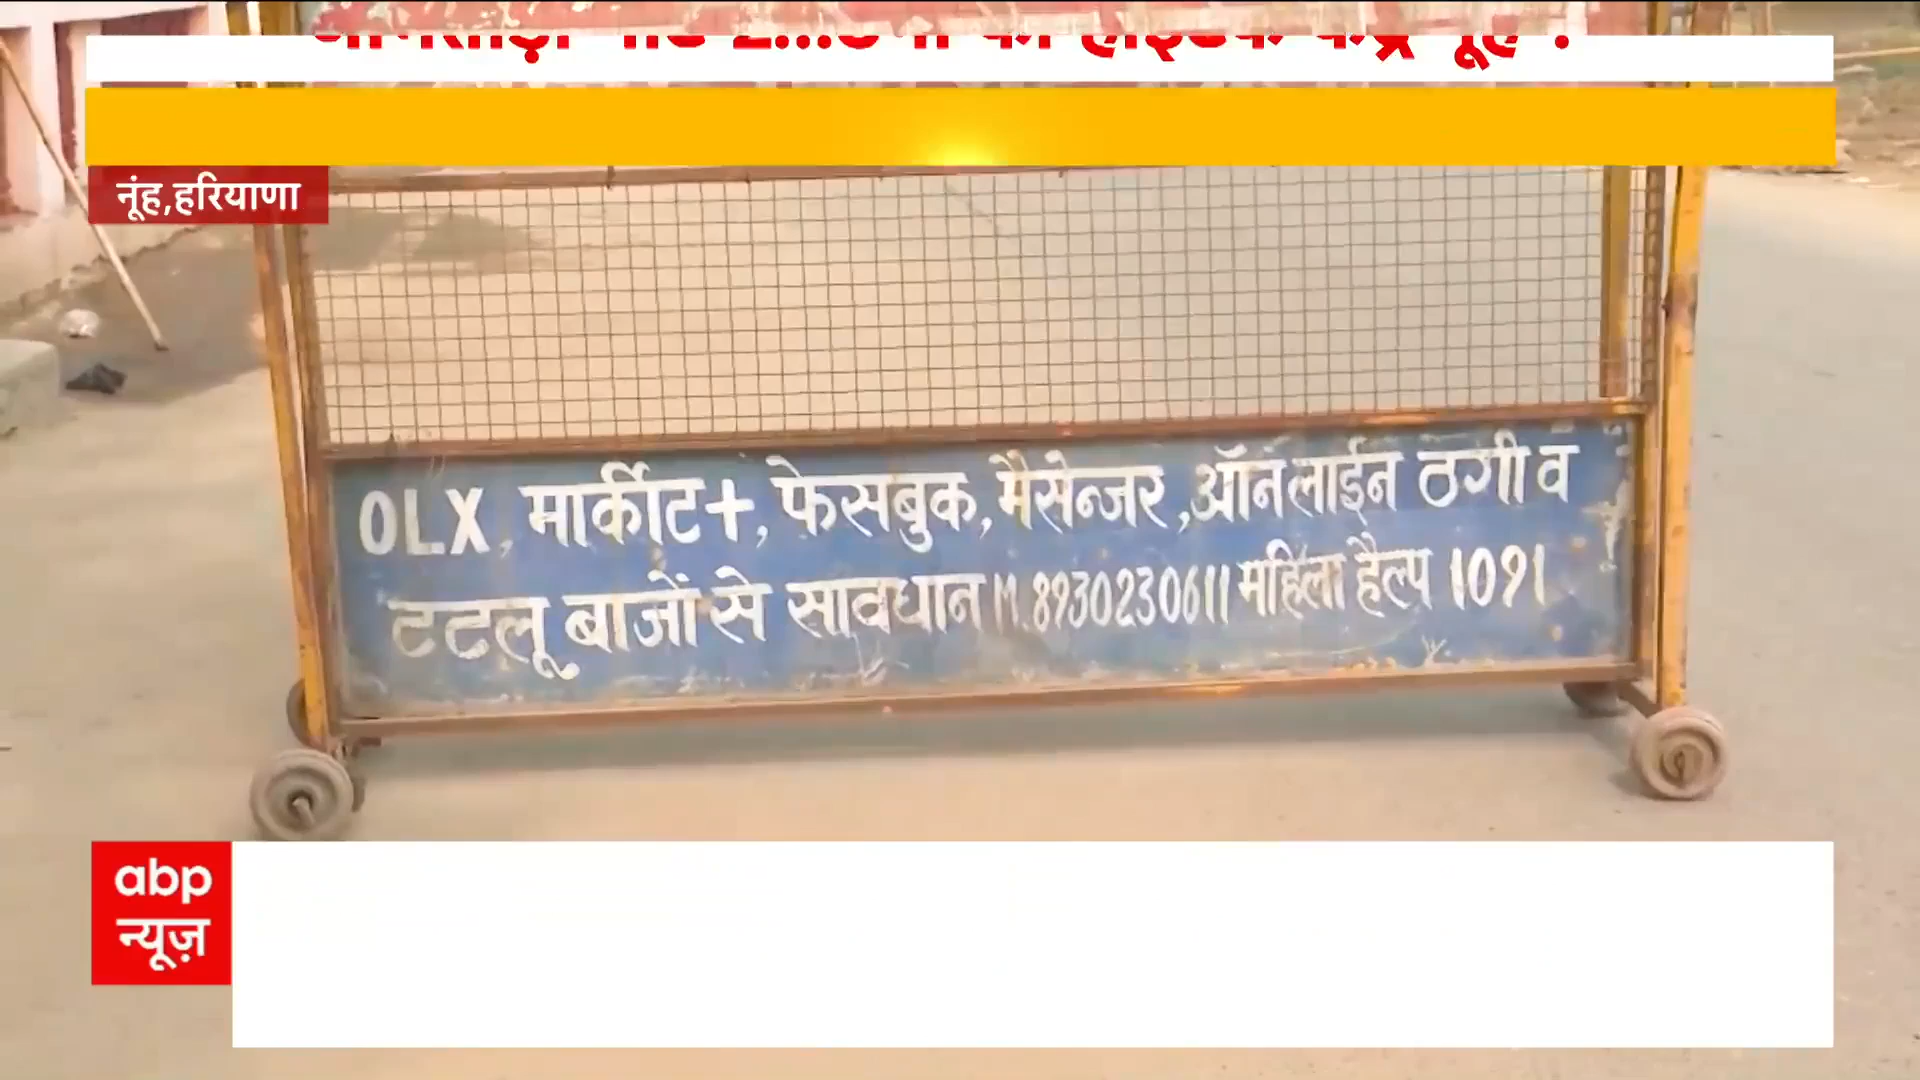 नूंह,हरियाणा
OLX, मार्कीट+, फेसबुक, मैसेन्जर, ऑनलाईन ठगी व
टटलू बाजों से सावधान M. 8930230611 महिला हैल्प 1091
abp
न्यूज़